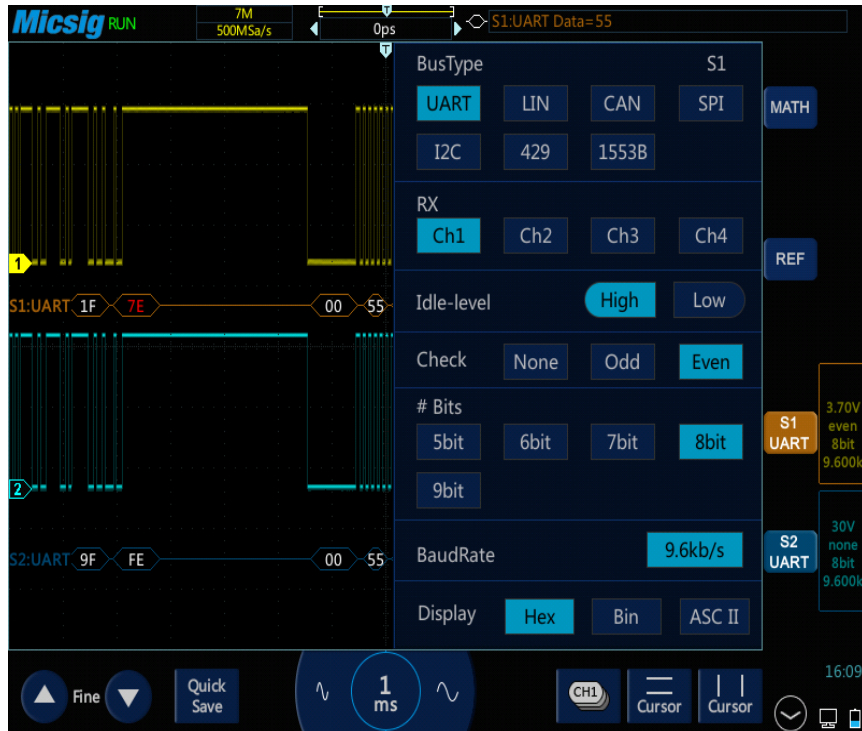 Micsig RUN
7M
500MSa/s
T
0ps
S1:UART Data=55
T
BusType S1
UART LIN CAN SPI
I2C 429 1553B
MATH
RX
Ch1 Ch2 Ch3 Ch4
REF
1
S1:UART 1F 7E 00 55
Idle-level High Low
Check None Odd Even
# Bits
5bit 6bit 7bit 8bit
9bit
S1
UART
3.70V
even
8bit
9.600k
2
S2:UART 9F FE 00 55
BaudRate 9.6kb/s
S2
UART
30V
none
8bit
9.600k
Display Hex Bin ASC II
Fine
Quick
Save
1
ms
CH1
Cursor
Cursor
16:09